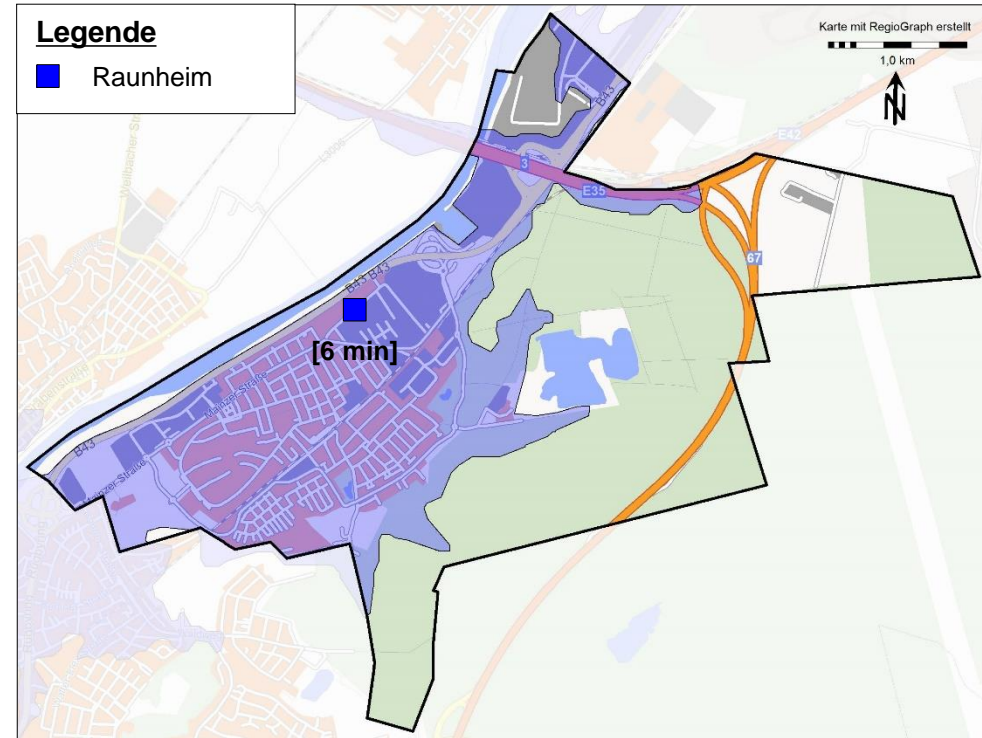 Legende
Raunheim
Karte mit RegioGraph erstellt
1,0 km
N
B43
E42
3
E35
67
B43 B43
[6 min]
Mainzer-Straße
B43
Mainzer-Straße